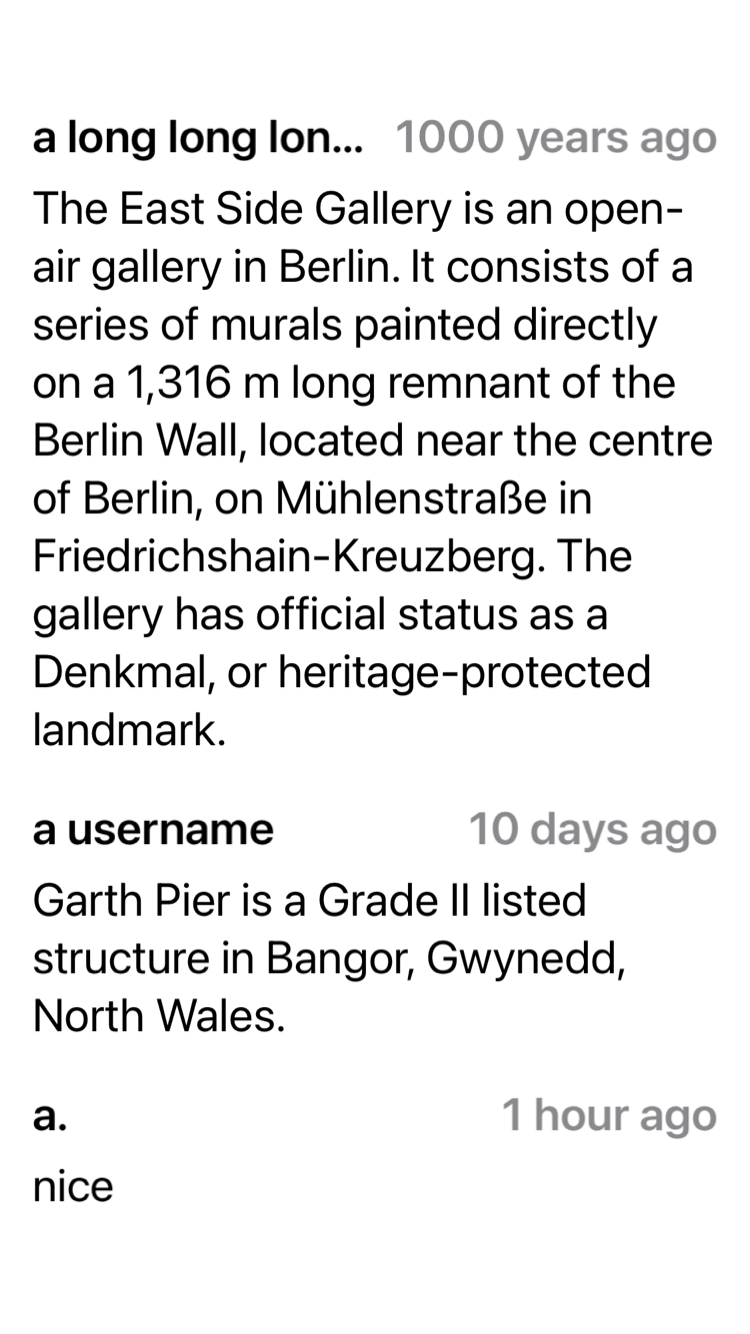 a long long lon... 1000 years ago
The East Side Gallery is an open-
air gallery in Berlin. It consists of a
series of murals painted directly
on a 1,316 m long remnant of the
Berlin Wall, located near the centre
of Berlin, on Mühlenstraße in
Friedrichshain-Kreuzberg. The
gallery has official status as a
Denkmal, or heritage-protected
landmark.
a username 10 days ago
Garth Pier is a Grade II listed
structure in Bangor, Gwynedd,
North Wales.
a. 1 hour ago
nice